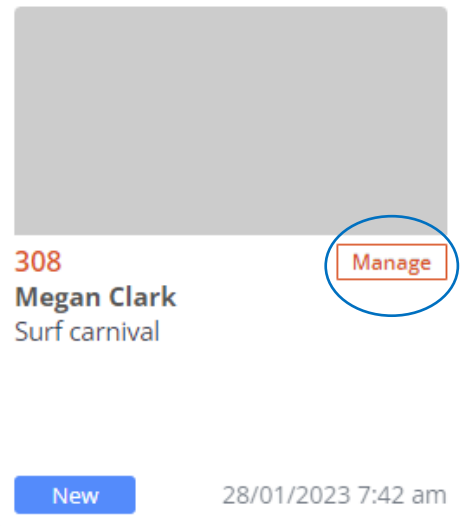 308
Manage
Megan Clark
Surf carnival
New
28/01/2023 7:42 am